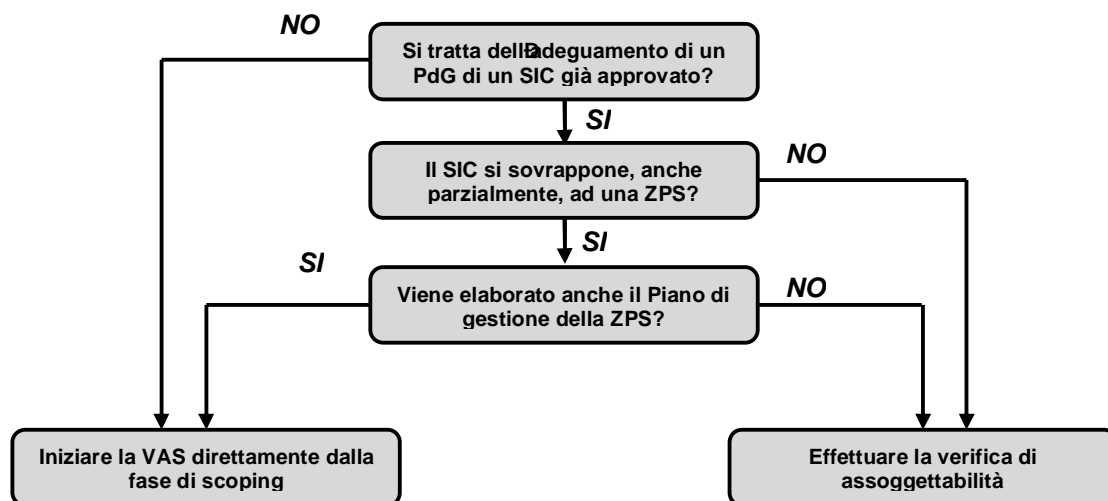 NO
Si tratta dell'adeguamento di un
PdG di un SIC già approvato?
SI
Il SIC si sovrappone, anche
parzialmente, ad una ZPS?
NO
SI
SI
Viene elaborato anche il Piano di
gestione della ZPS?
NO
Iniziare la VAS direttamente dalla
fase di scoping
Effettuare la verifica di
assoggettabilità